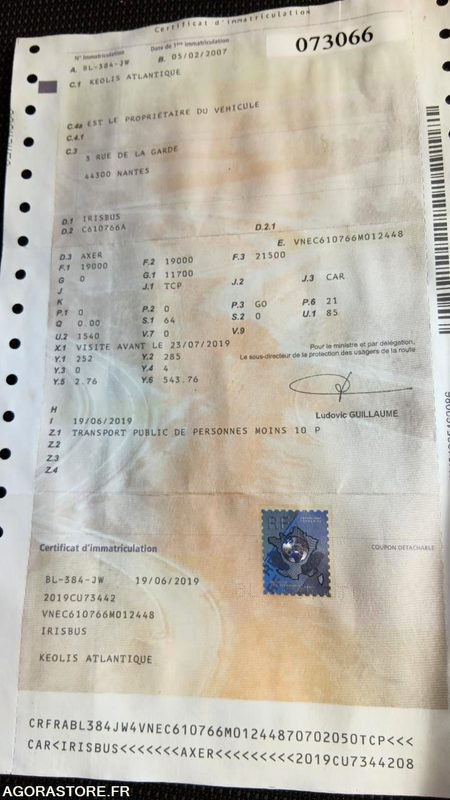 Certificat d'immatriculation
N° Immatriculation Date de 1ère immatriculation
073066
A. BL-384-JW B. 05/02/2007
C.1 KEOLIS ATLANTIQUE
C.4a EST LE PROPRIÉTAIRE DU VÉHICULE
C.4.1
C.3
3 RUE DE LA GARDE
44300 NANTES
D.1 IRISBUS
D.2 C610766A D.2.1
E. VNEC610766M012448
D.3 AXER
F.1 19000 F.2 19000 F.3 21500
G 0 G.1 11700
J J.1 TCP J.2 J.3 CAR
K
P.1 0 P.2 0 P.3 GO P.6 21
Q 0.00 S.1 64 S.2 0 U.1 85
U.2 1540 V.7 0 V.9
X.1 VISITE AVANT LE 23/07/2019
Y.1 252 Y.2 285
Y.3 0 Y.4 4
Y.5 2.76 Y.6 543.76
Pour le ministre et par délégation,
Le sous-directeur de la protection des usagers de la route
Ludovic GUILLAUME
H
I 19/06/2019
Z.1 TRANSPORT PUBLIC DE PERSONNES MOINS 10 P
Z.2
Z.3
Z.4
RF
Certificat d'immatriculation
COUPON DÉTACHABLE
BL-384-JW 19/06/2019
2019CU73442
VNEC610766M012448
IRISBUS
KEOLIS ATLANTIQUE
CRFRABL384JW4VNEC610766M01244870702050TCP<<<
CAR<IRISBUS<<<<<<<AXER<<<<<<<<<2019CU7344208
AGORASTORE.FR